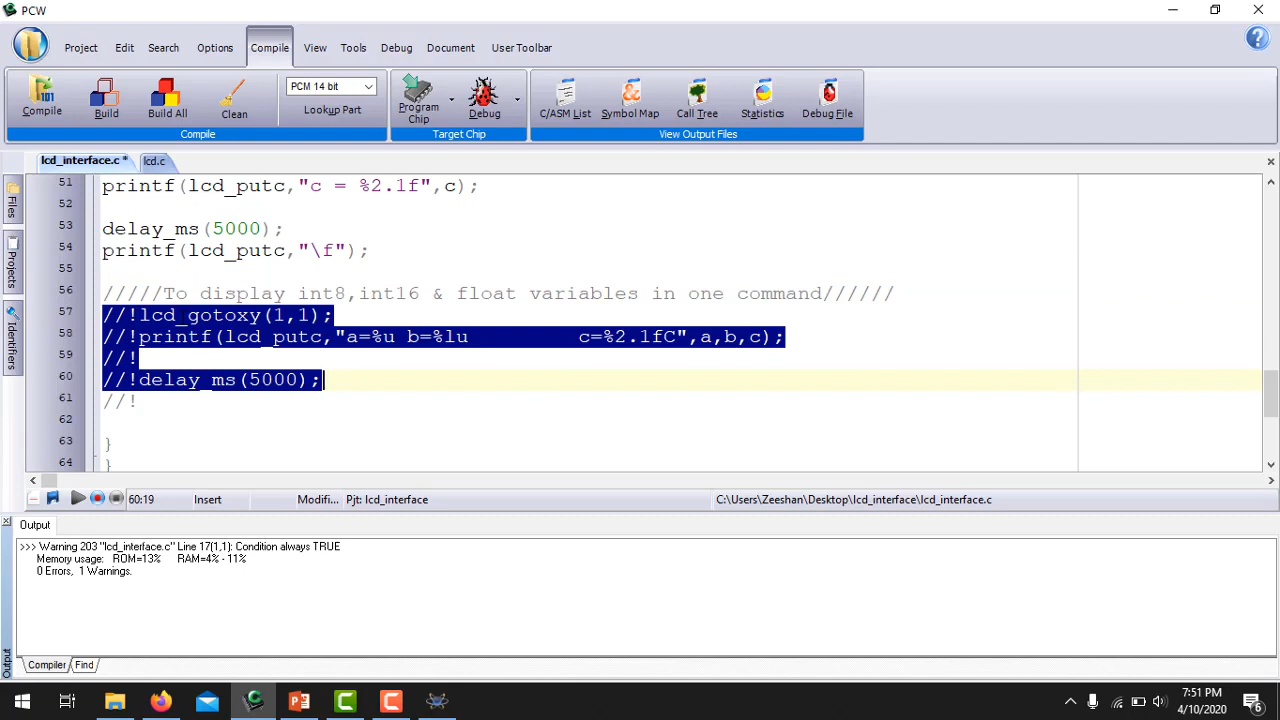 PCW
Project Edit Search Options Compile View Tools Debug Document User Toolbar
101
Compile
Build
Build All
Clean
PCM 14 bit
Lookup Part
Program Chip
Debug
C/ASM List
Symbol Map
Call Tree
Statistics
Debug File
Compile
Target Chip
View Output Files
lcd_interface.c *
lcd.c
Files
Projects
Identifiers
51 printf(lcd_putc,"c = %2.1f",c);
52
53 delay_ms(5000);
54 printf(lcd_putc,"\f");
55
56 /////To display int8,int16 & float variables in one command//////
57 //!lcd_gotoxy(1,1);
58 //!printf(lcd_putc,"a=%u b=%lu         c=%2.1fC",a,b,c);
59 //!
60 //!delay_ms(5000);
61 //!
62
63 }
64 }
60:19 Insert Modifi... Pjt: lcd_interface C:\Users\Zeeshan\Desktop\lcd_interface\lcd_interface.c
Output
Output
>>> Warning 203 "lcd_interface.c" Line 17(1,1): Condition always TRUE
Memory usage: ROM=13% RAM=4% - 11%
0 Errors, 1 Warnings.
Compiler Find
7:51 PM
4/10/2020
6